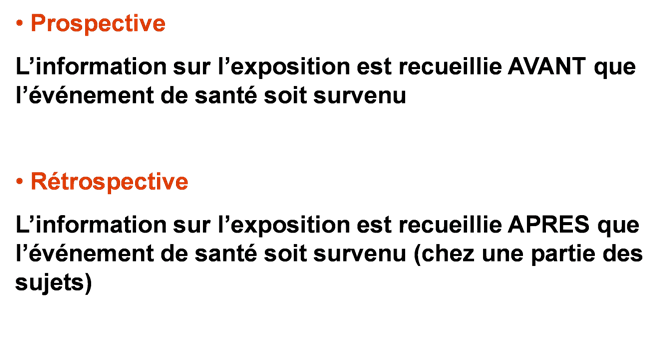 • Prospective
L’information sur l’exposition est recueillie AVANT que
l’événement de santé soit survenu
• Rétrospective
L’information sur l’exposition est recueillie APRES que
l’événement de santé soit survenu (chez une partie des
sujets)